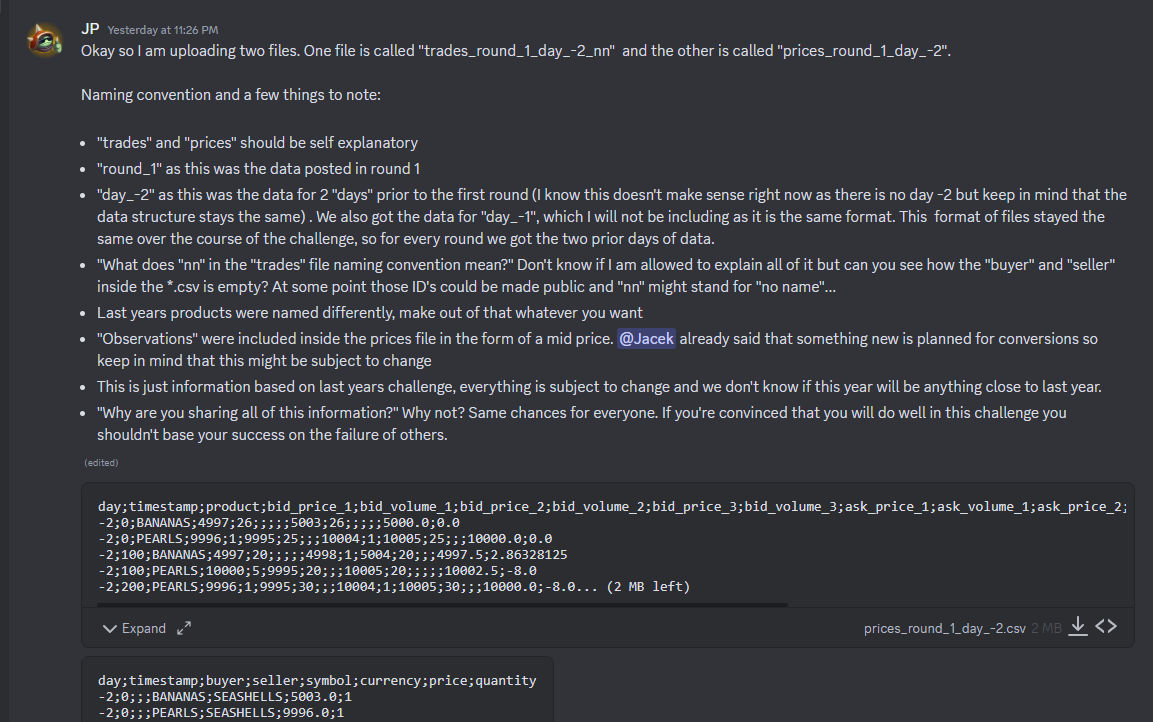 JP Yesterday at 11:26 PM
Okay so I am uploading two files. One file is called "trades_round_1_day_-2_nn" and the other is called "prices_round_1_day_-2".
Naming convention and a few things to note:
• "trades" and "prices" should be self explanatory
• "round_1" as this was the data posted in round 1
• "day_-2" as this was the data for 2 "days" prior to the first round (I know this doesn't make sense right now as there is no day -2 but keep in mind that the
data structure stays the same) . We also got the data for "day_-1", which I will not be including as it is the same format. This format of files stayed the
same over the course of the challenge, so for every round we got the two prior days of data.
• "What does "nn" in the "trades" file naming convention mean?" Don't know if I am allowed to explain all of it but can you see how the "buyer" and "seller"
inside the *.csv is empty? At some point those ID's could be made public and "nn" might stand for "no name"...
• Last years products were named differently, make out of that whatever you want
• "Observations" were included inside the prices file in the form of a mid price. @Jacek already said that something new is planned for conversions so
keep in mind that this might be subject to change
• This is just information based on last years challenge, everything is subject to change and we don't know if this year will be anything close to last year.
• "Why are you sharing all of this information?" Why not? Same chances for everyone. If you're convinced that you will do well in this challenge you
shouldn't base your success on the failure of others.
(edited)
day;timestamp;product;bid_price_1;bid_volume_1;bid_price_2;bid_volume_2;bid_price_3;bid_volume_3;ask_price_1;ask_volume_1;ask_price_2;
-2;0;BANANAS;4997;26;;;;;5003;26;;;;;5000.0;0.0
-2;0;PEARLS;9996;1;9995;25;;;10004;1;10005;25;;;10000.0;0.0
-2;100;BANANAS;4997;20;;;;;4998;1;5004;20;;;4997.5;2.86328125
-2;100;PEARLS;10000;5;9995;20;;;10005;20;;;;;10002.5;-8.0
-2;200;PEARLS;9996;1;9995;30;;;10004;1;10005;30;;;10000.0;-8.0... (2 MB left)
Expand prices_round_1_day_-2.csv 2 MB
day;timestamp;buyer;seller;symbol;currency;price;quantity
-2;0;;;BANANAS;SEASHELLS;5003.0;1
-2;0;;;PEARLS;SEASHELLS;9996.0;1